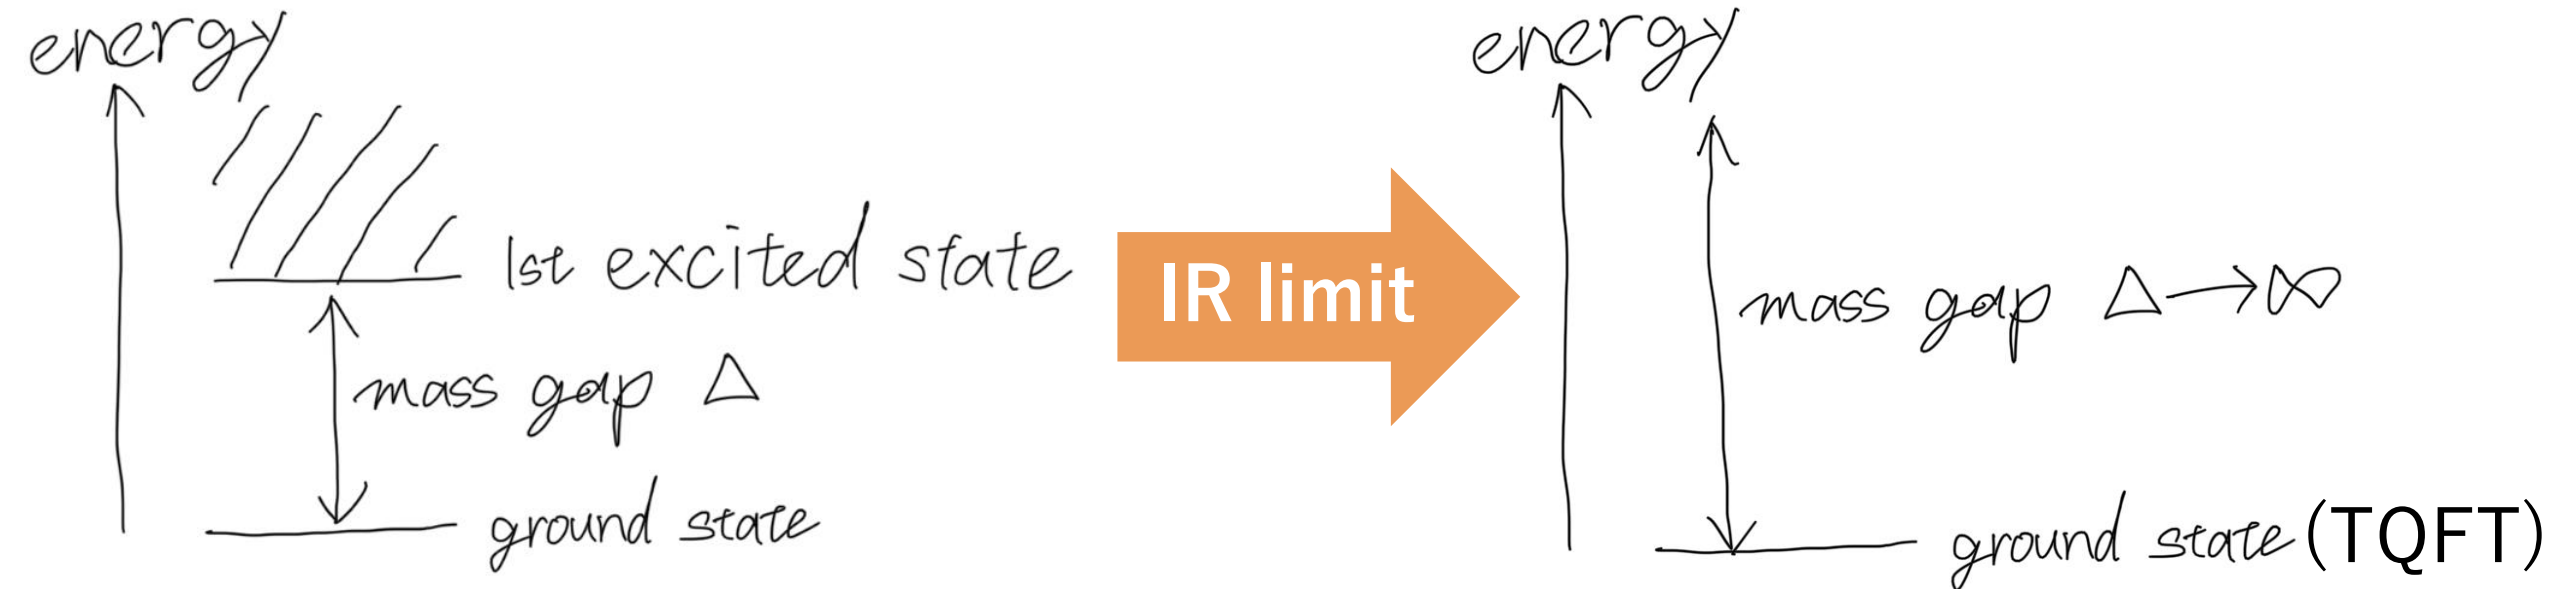 energy
1st excited state
mass gap Δ
ground state
IR limit
energy
mass gap Δ→∞
ground state (TQFT)